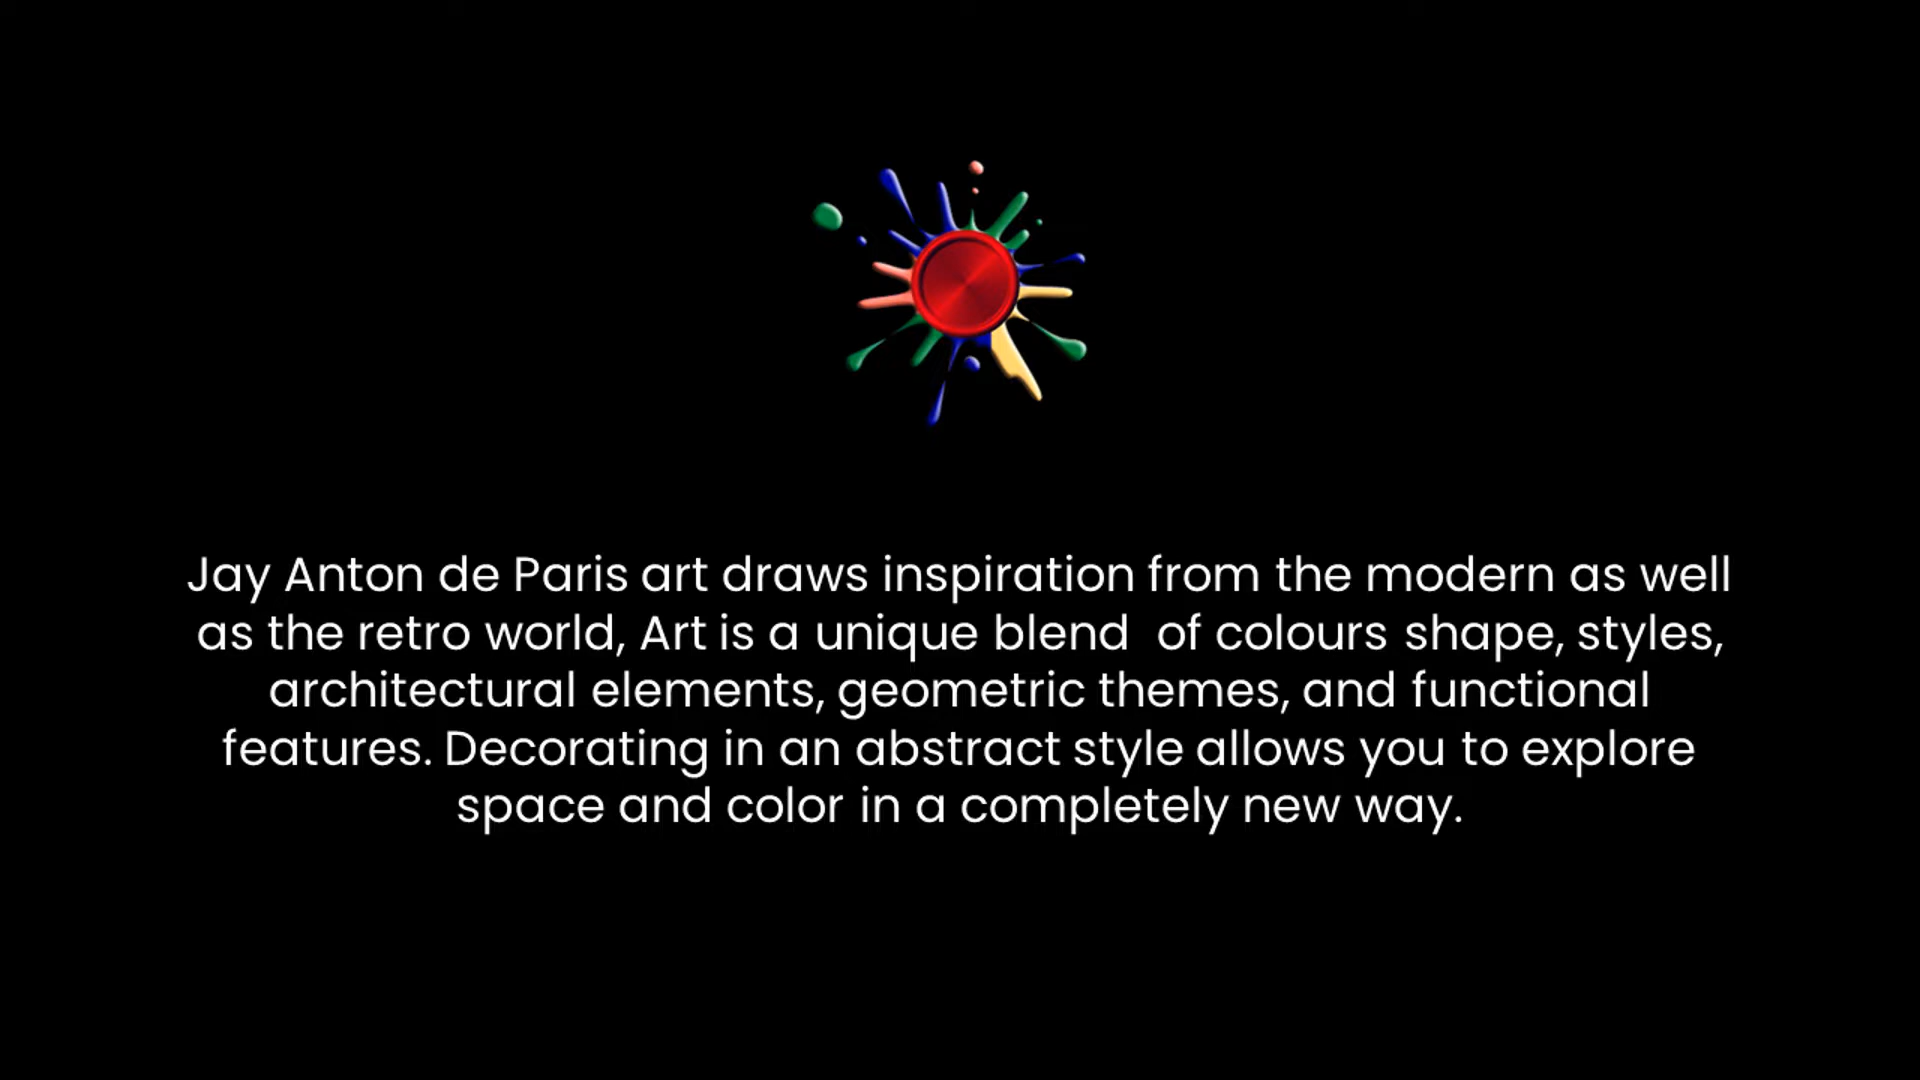 Jay Anton de Paris art draws inspiration from the modern as well
as the retro world, Art is a unique blend  of colours shape, styles,
architectural elements, geometric themes, and functional
features. Decorating in an abstract style allows you to explore
space and color in a completely new way.